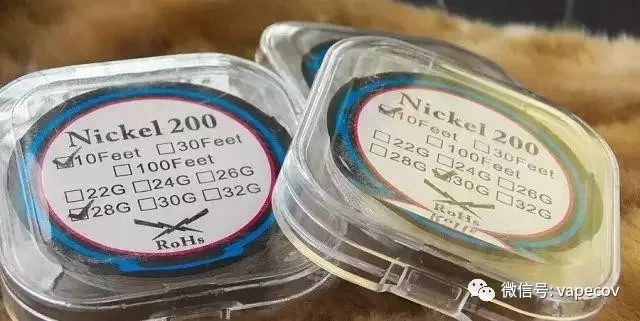 Nickel 200
10Feet 30Feet
100Feet
22G 24G 26G
28G 30G 32G
RoHs
Nickel 200
10Feet 30Feet
100Feet
22G 24G 26G
28G 30G 32G
RoHs
微信号: vapecov